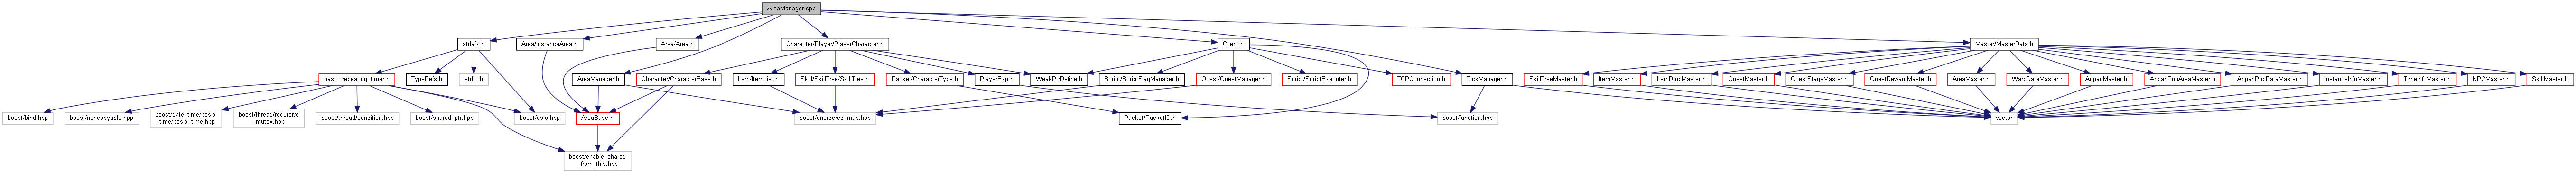 AreaManager.cpp
stdafx.h
Area/InstanceArea.h
Area/Area.h
Character/Player/PlayerCharacter.h
Client.h
Master/MasterData.h
basic_repeating_timer.h
TypeDefs.h
stdio.h
AreaManager.h
Character/CharacterBase.h
Item/ItemList.h
Skill/SkillTree/SkillTree.h
Packet/CharacterType.h
PlayerExp.h
WeakPtrDefine.h
Script/ScriptFlagManager.h
Quest/QuestManager.h
Script/ScriptExecuter.h
TCPConnection.h
TickManager.h
SkillTreeMaster.h
ItemMaster.h
ItemDropMaster.h
QuestMaster.h
QuestStageMaster.h
QuestRewardMaster.h
AreaMaster.h
WarpDataMaster.h
AnpanMaster.h
AnpanPopAreaMaster.h
AnpanPopDataMaster.h
InstanceInfoMaster.h
TimeInfoMaster.h
NPCMaster.h
SkillMaster.h
boost/bind.hpp
boost/noncopyable.hpp
boost/date_time/posix
_time/posix_time.hpp
boost/thread/recursive
_mutex.hpp
boost/thread/condition.hpp
boost/shared_ptr.hpp
boost/asio.hpp
AreaBase.h
boost/unordered_map.hpp
Packet/PacketID.h
boost/function.hpp
vector
boost/enable_shared
_from_this.hpp